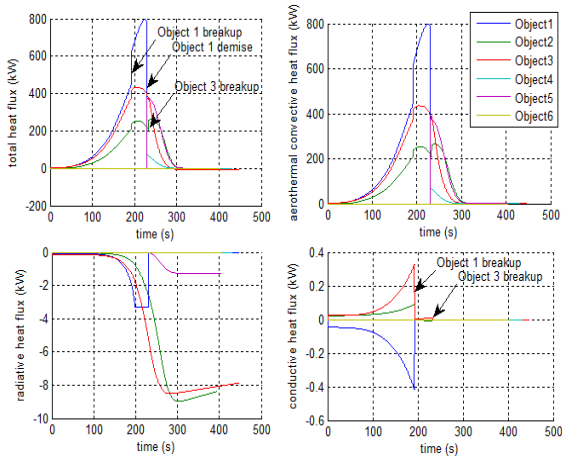 800
600
400
200
0
-200
0 100 200 300 400 500
time (s)
total heat flux (kW)
Object 1 breakup
Object 1 demise
Object 3 breakup
800
600
400
200
0
0 100 200 300 400 500
time (s)
aerothermal convective heat flux (kW)
Object1
Object2
Object3
Object4
Object5
Object6
0
-2
-4
-6
-8
-10
0 100 200 300 400 500
time (s)
radiative heat flux (kW)
0.4
0.2
0
-0.2
-0.4
-0.6
0 100 200 300 400 500
time (s)
conductive heat flux (kW)
Object 1 breakup
Object 3 breakup